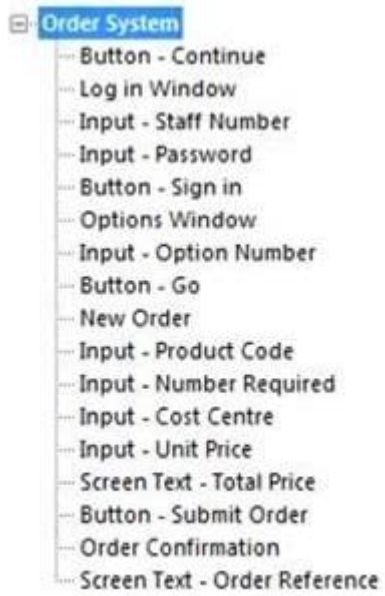 Order System
Button - Continue
Log in Window
Input - Staff Number
Input - Password
Button - Sign in
Options Window
Input - Option Number
Button - Go
New Order
Input - Product Code
Input - Number Required
Input - Cost Centre
Input - Unit Price
Screen Text - Total Price
Button - Submit Order
Order Confirmation
Screen Text - Order Reference